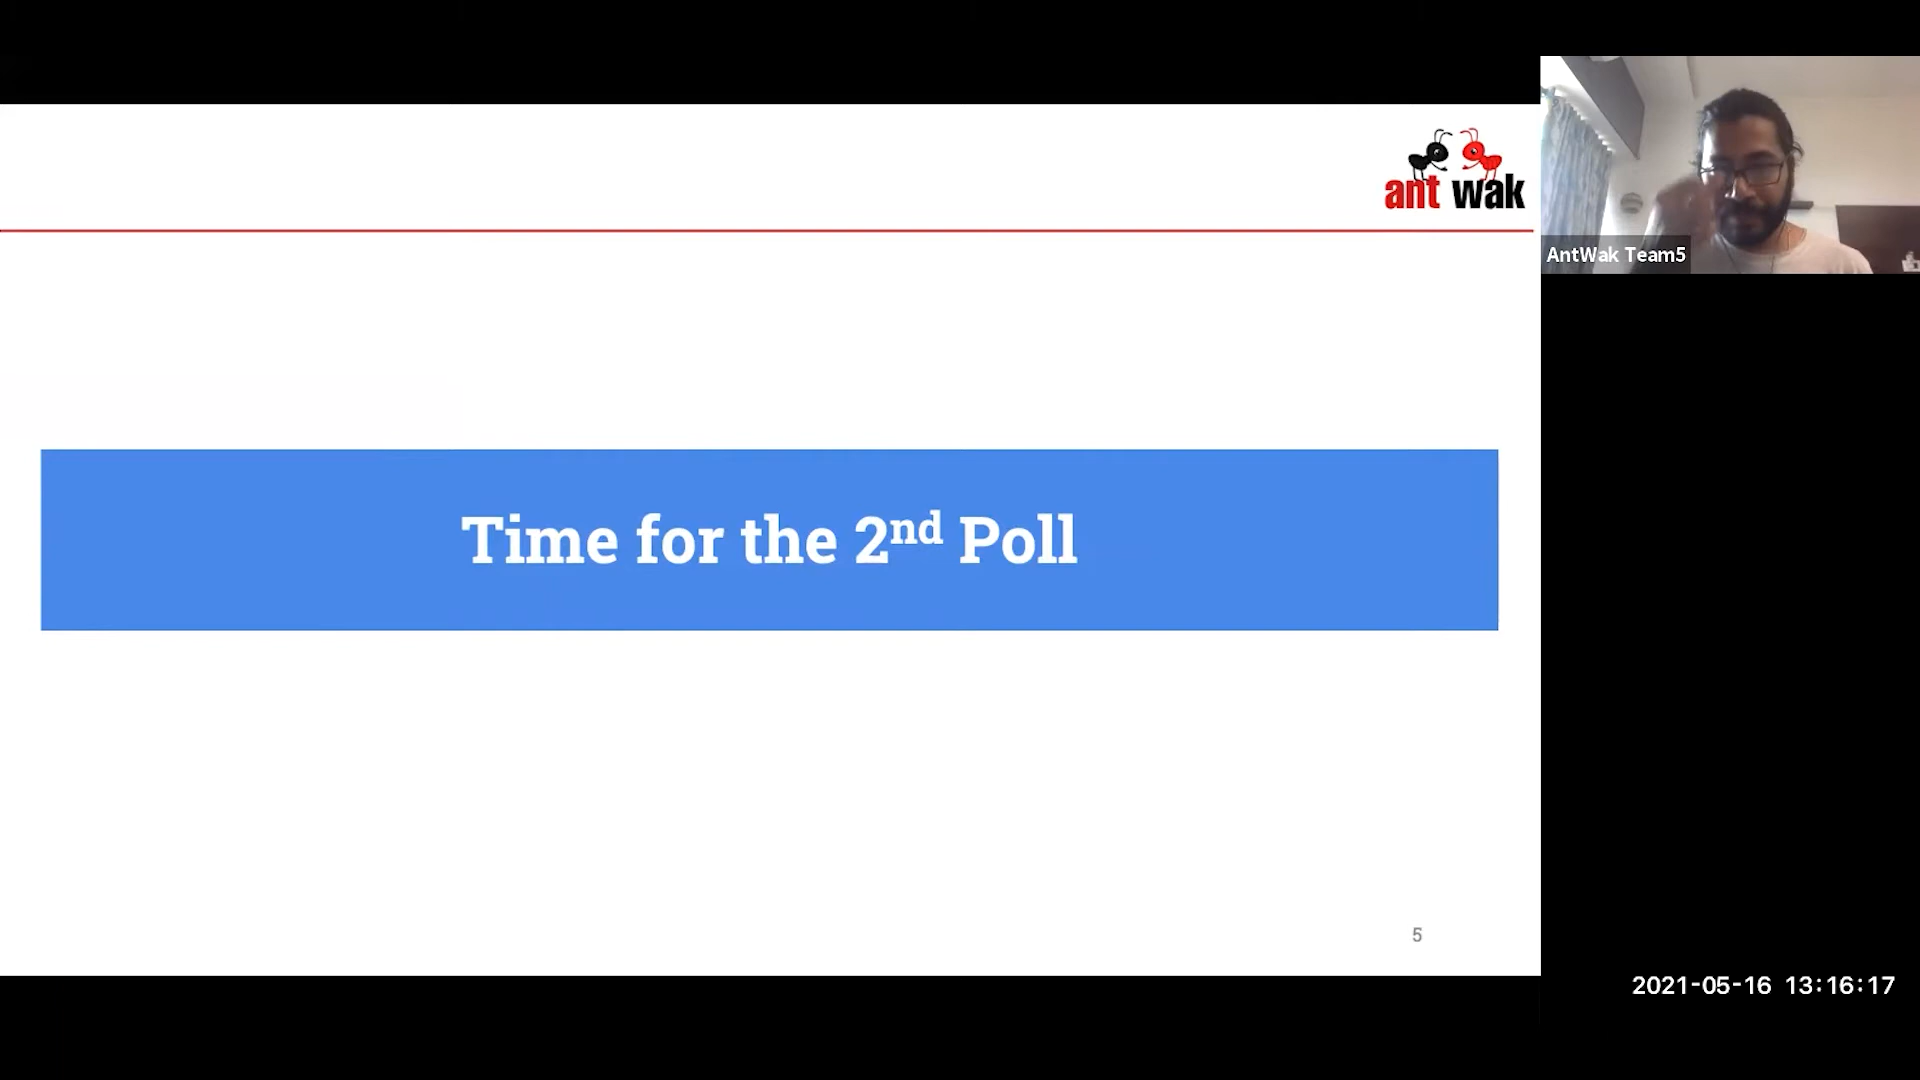 ant wak
AntWak Team5
Time for the 2nd Poll
5
2021-05-16 13:16:17